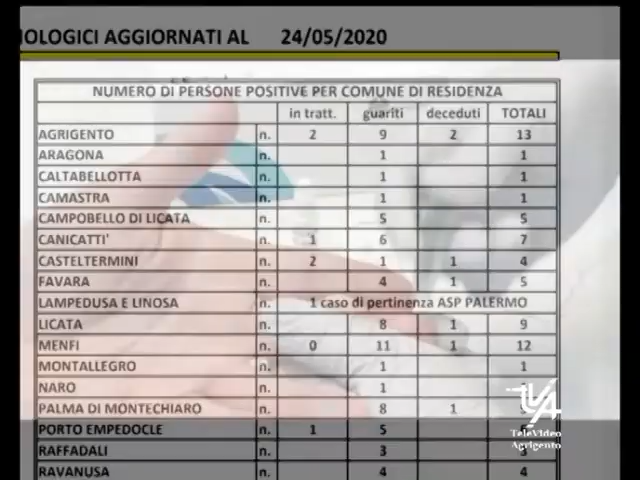 IOLOGICI AGGIORNATI AL 24/05/2020
NUMERO DI PERSONE POSITIVE PER COMUNE DI RESIDENZA
in tratt. guariti deceduti TOTALI
AGRIGENTO n. 2 9 2 13
ARAGONA n. 1 1
CALTABELLOTTA n. 1 1
CAMASTRA n. 1 1
CAMPOBELLO DI LICATA n. 5 5
CANICATTI' n. 1 6 7
CASTELTERMINI n. 2 1 1 4
FAVARA n. 4 1 5
LAMPEDUSA E LINOSA n. 1 caso di pertinenza ASP PALERMO
LICATA n. 8 1 9
MENFI n. 0 11 1 12
MONTALLEGRO n. 1 1
NARO n. 1
PALMA DI MONTECHIARO n. 8 1
PORTO EMPEDOCLE n. 1 5
RAFFADALI n. 3 3
RAVANUSA n. 4 4
TVA
TeleVideo
Agrigento